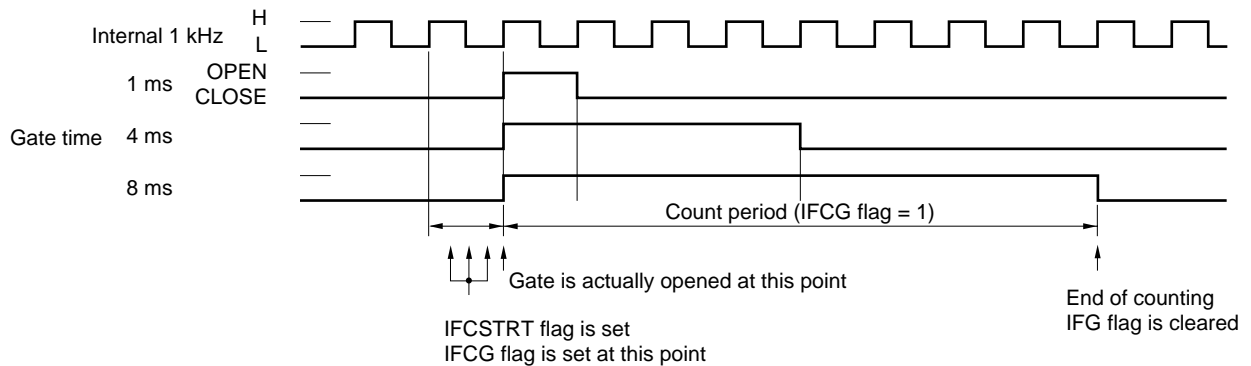 H
Internal 1 kHz
L
OPEN
1 ms
CLOSE
Gate time 4 ms
8 ms
Count period (IFCG flag = 1)
Gate is actually opened at this point
End of counting
IFG flag is cleared
IFCSTRT flag is set
IFCG flag is set at this point